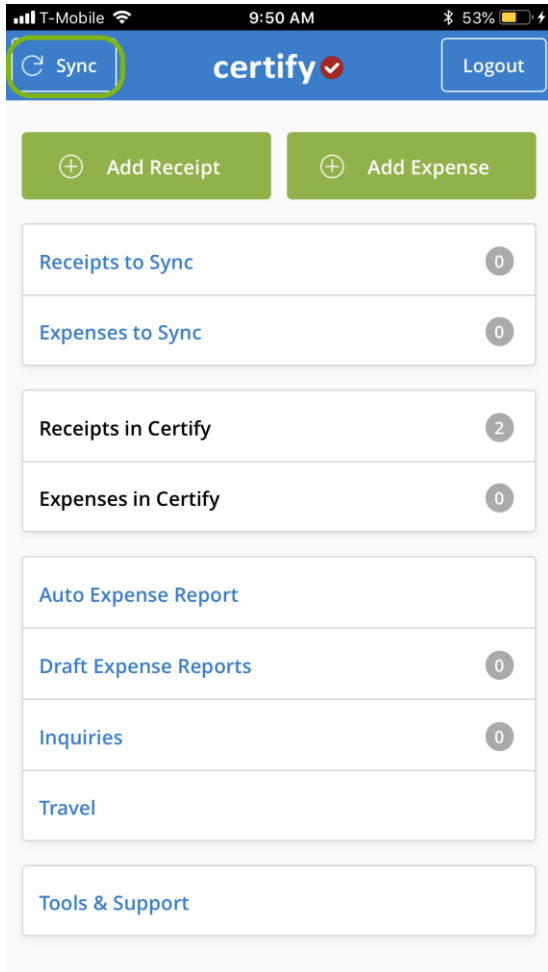 T-Mobile 9:50 AM 53%
Sync certify Logout
Add Receipt Add Expense
Receipts to Sync 0
Expenses to Sync 0
Receipts in Certify 2
Expenses in Certify 0
Auto Expense Report
Draft Expense Reports 0
Inquiries 0
Travel
Tools & Support